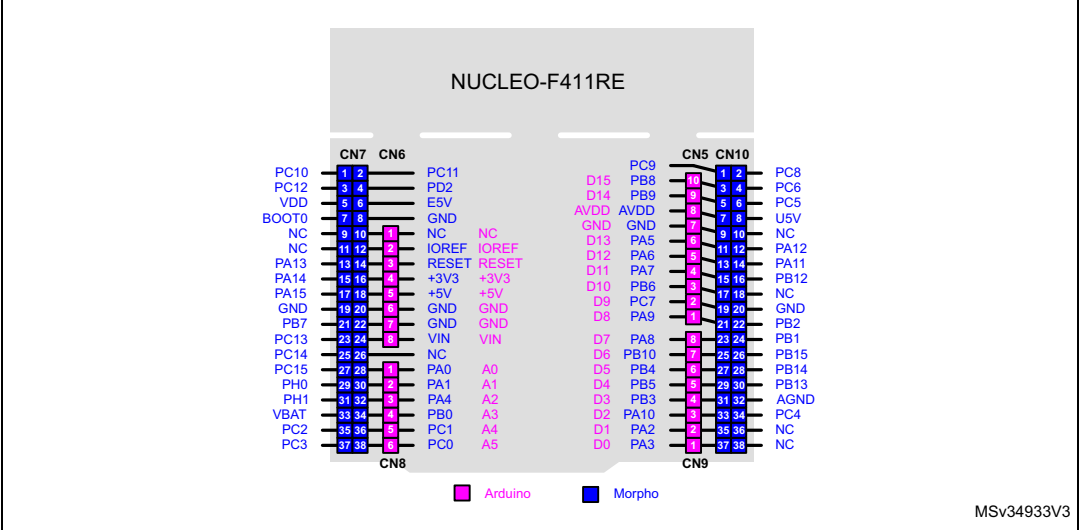 NUCLEO-F411RE
CN7 CN6 CN5 CN10
PC9
PC10 1 2 PC11 1 2 PC8
PC12 3 4 PD2 D15 PB8 10 3 4 PC6
VDD 5 6 E5V D14 PB9 9 5 6 PC5
BOOT0 7 8 GND AVDD AVDD 8 7 8 U5V
NC 9 10 1 NC NC GND GND 7 9 10 NC
NC 11 12 2 IOREF IOREF D13 PA5 6 11 12 PA12
PA13 13 14 3 RESET RESET D12 PA6 5 13 14 PA11
PA14 15 16 4 +3V3 +3V3 D11 PA7 4 15 16 PB12
PA15 17 18 5 +5V +5V D10 PB6 3 17 18 NC
GND 19 20 6 GND GND D9 PC7 2 19 20 GND
PB7 21 22 7 GND GND D8 PA9 1 21 22 PB2
PC13 23 24 8 VIN VIN D7 PA8 8 23 24 PB1
PC14 25 26 NC D6 PB10 7 25 26 PB15
PC15 27 28 1 PA0 A0 D5 PB4 6 27 28 PB14
PH0 29 30 2 PA1 A1 D4 PB5 5 29 30 PB13
PH1 31 32 3 PA4 A2 D3 PB3 4 31 32 AGND
VBAT 33 34 4 PB0 A3 D2 PA10 3 33 34 PC4
PC2 35 36 5 PC1 A4 D1 PA2 2 35 36 NC
PC3 37 38 6 PC0 A5 D0 PA3 1 37 38 NC
CN8 CN9
Arduino Morpho
MSv34933V3